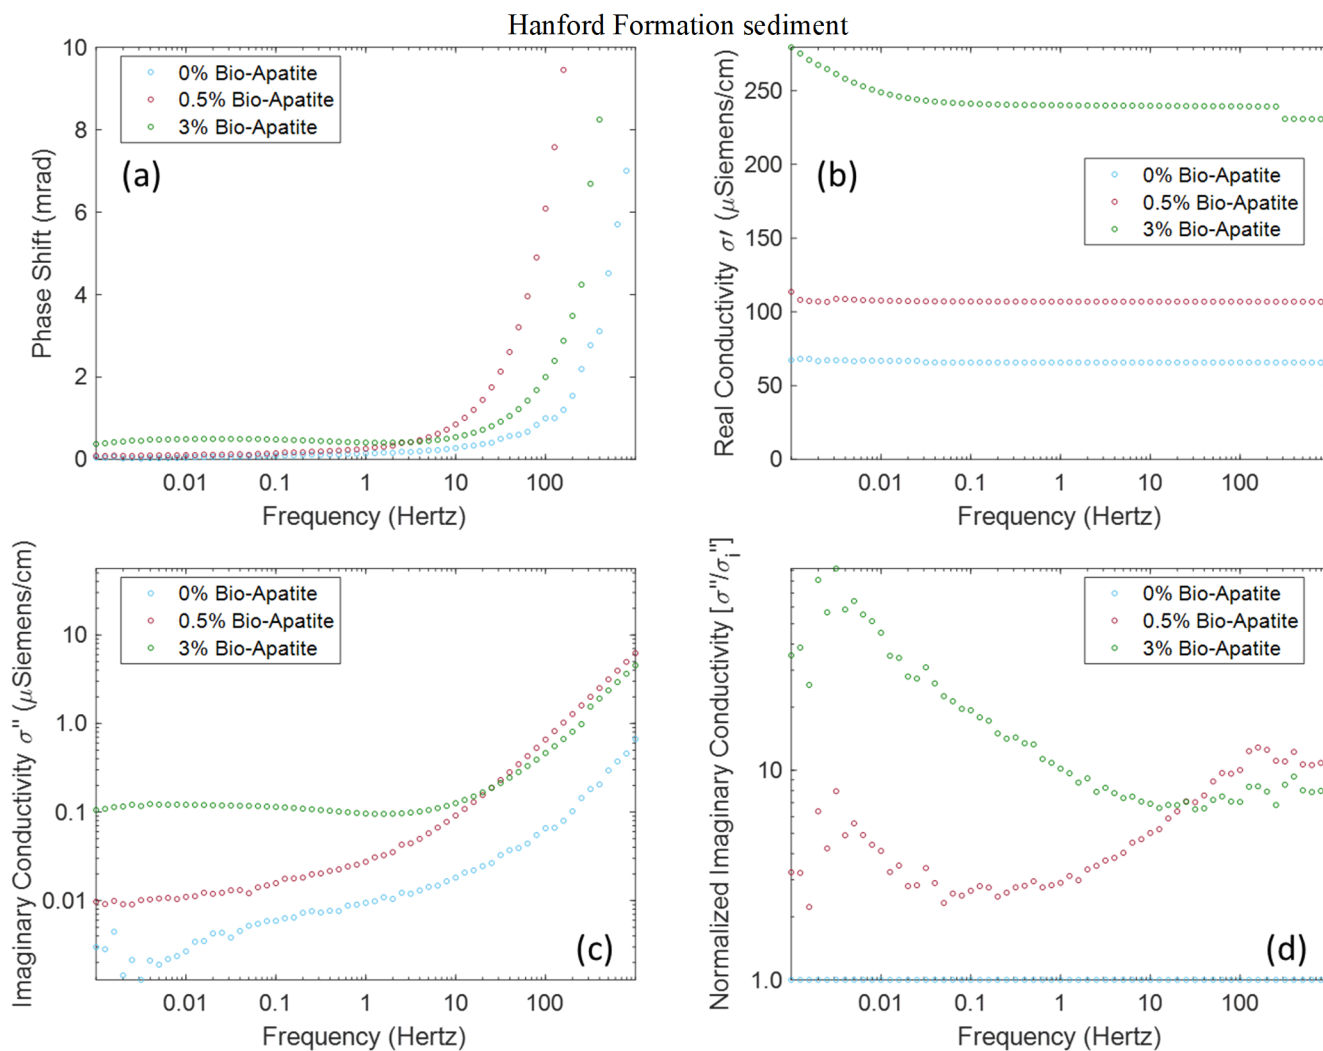 Hanford Formation sediment
10
8
6
4
2
0
0% Bio-Apatite
0.5% Bio-Apatite
3% Bio-Apatite
(a)
Phase Shift (mrad)
0.01 0.1 1 10 100
Frequency (Hertz)
250
200
150
100
50
0
(b)
0% Bio-Apatite
0.5% Bio-Apatite
3% Bio-Apatite
Real Conductivity σ′ (μSiemens/cm)
0.01 0.1 1 10 100
Frequency (Hertz)
0% Bio-Apatite
0.5% Bio-Apatite
3% Bio-Apatite
10
1.0
0.1
0.01
(c)
Imaginary Conductivity σ" (μSiemens/cm)
0.01 0.1 1 10 100
Frequency (Hertz)
0% Bio-Apatite
0.5% Bio-Apatite
3% Bio-Apatite
10
1.0
(d)
Normalized Imaginary Conductivity [σ"/σi"]
0.01 0.1 1 10 100
Frequency (Hertz)